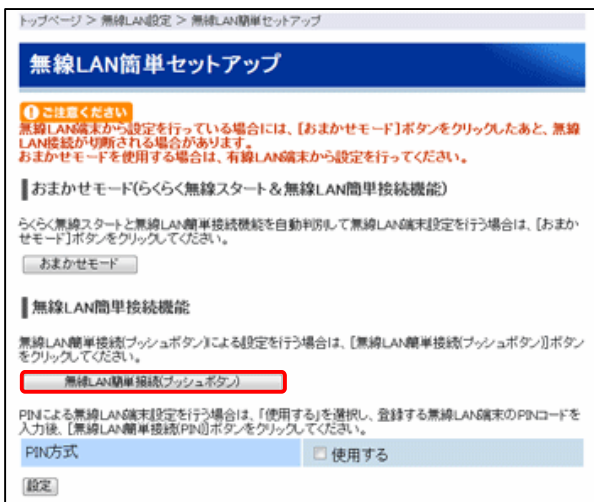 トップページ > 無線LAN設定 > 無線LAN簡単セットアップ
無線LAN簡単セットアップ
ご注意ください
無線LAN端末から設定を行っている場合には、[おまかせモード]ボタンをクリックしたあと、無線
LAN接続が切断される場合があります。
おまかせモードを使用する場合は、有線LAN端末から設定を行ってください。
おまかせモード(らくらく無線スタート&無線LAN簡単接続機能)
らくらく無線スタートと無線LAN簡単接続機能を自動判別して無線LAN端末設定を行う場合は、[おまか
せモード]ボタンをクリックしてください。
おまかせモード
無線LAN簡単接続機能
無線LAN簡単接続(プッシュボタン)による設定を行う場合は、[無線LAN簡単接続(プッシュボタン)]ボタン
をクリックしてください。
無線LAN簡単接続(プッシュボタン)
PINによる無線LAN端末設定を行う場合は、「使用する」を選択し、登録する無線LAN端末のPINコードを
入力後、[無線LAN簡単接続(PIN)]ボタンをクリックしてください。
PIN方式
使用する
設定